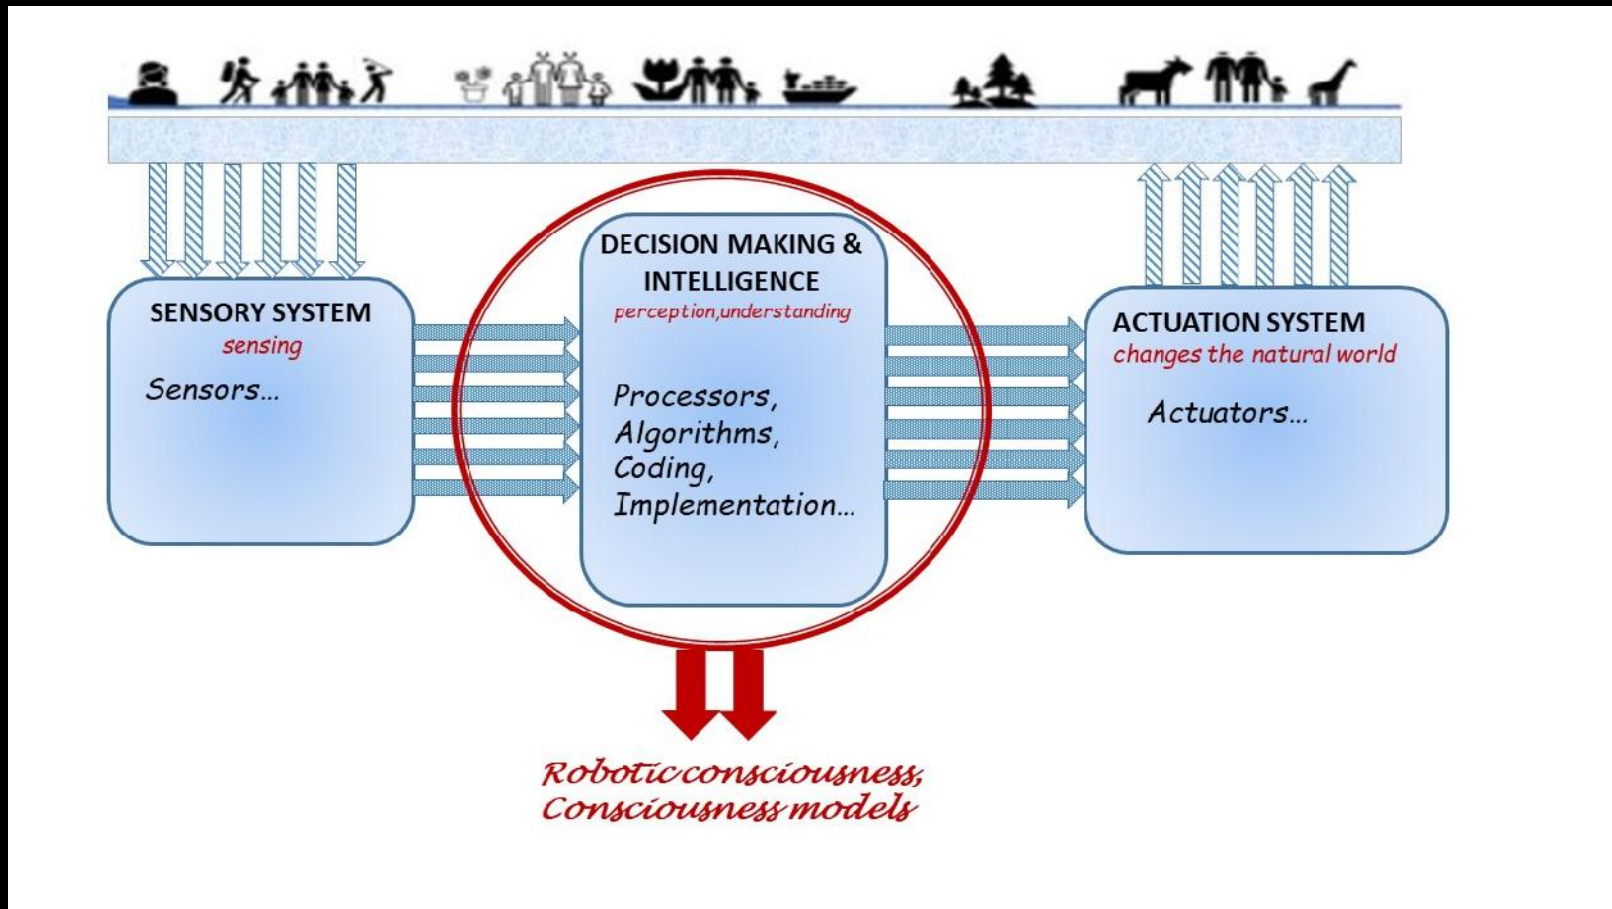 SENSORY SYSTEM
sensing
Sensors...
DECISION MAKING &
INTELLIGENCE
perception,understanding
Processors,
Algorithms,
Coding,
Implementation...
ACTUATION SYSTEM
changes the natural world
Actuators...
Robotic consciousness,
Consciousness models